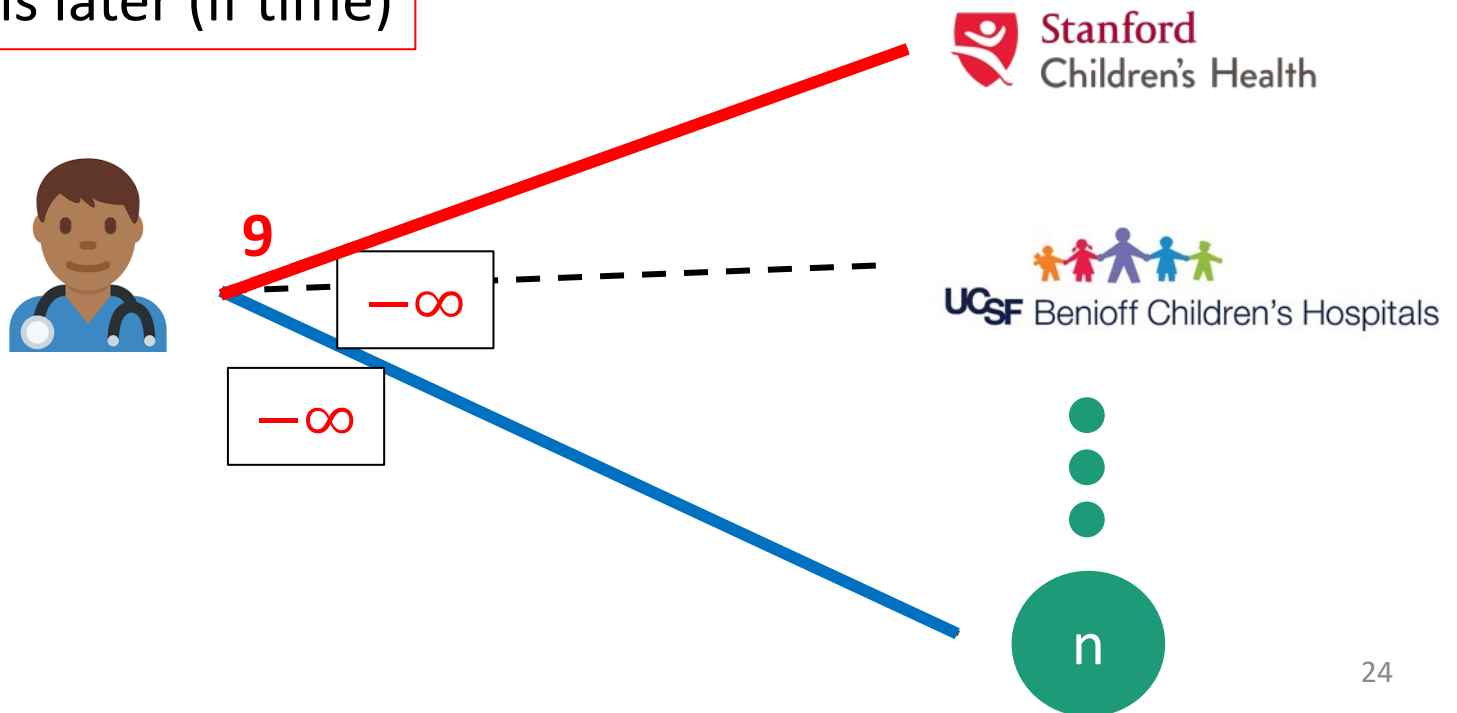 is later (if time)
Stanford
Children's Health
9
−∞
UCSF Benioff Children's Hospitals
−∞
n
24